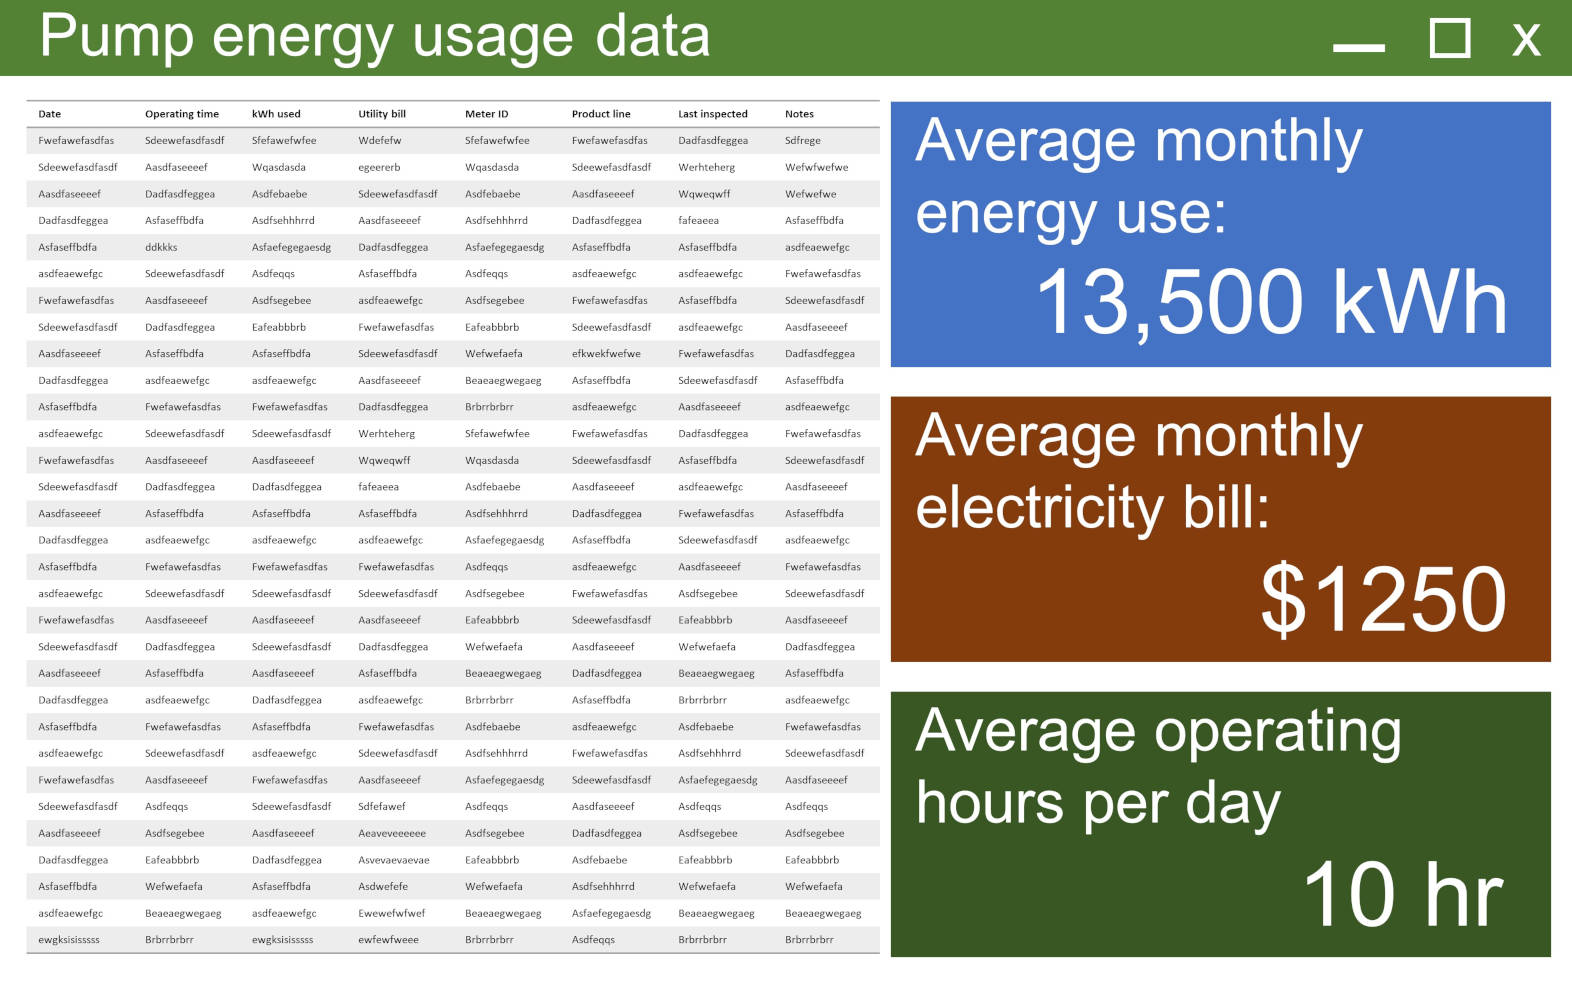 Pump energy usage data
X
Date Operating time kWh used Utility bill Meter ID Product line Last inspected Notes
Fwefawefasdfas Sdeewefasdfasdf Sfefawefwfee Wdefefw Sfefawefwfee Fwefawefasdfas Dadfasdfeggea Sdfrege
Sdeewefasdfasdf Aasdfaseeeef Wqasdasda egeererb Wqasdasda Sdeewefasdfasdf Werhteherg Wefwfwefwe
Aasdfaseeeef Dadfasdfeggea Asdfebaebe Sdeewefasdfasdf Asdfebaebe Aasdfaseeeef Wqweqwff Wefwefwe
Dadfasdfeggea Asfaseffbdfa Asdfsehhhrrd Aasdfaseeeef Asdfsehhhrrd Dadfasdfeggea fafeaeea Asfaseffbdfa
Asfaseffbdfa ddkkks Asfaefegegaesdg Dadfasdfeggea Asfaefegegaesdg Asfaseffbdfa Asfaseffbdfa asdfeaewefgc
asdfeaewefgc Sdeewefasdfasdf Asdfeqqs Asfaseffbdfa Asdfeqqs asdfeaewefgc asdfeaewefgc Fwefawefasdfas
Fwefawefasdfas Aasdfaseeeef Asdfsegebee asdfeaewefgc Asdfsegebee Fwefawefasdfas Asfaseffbdfa Sdeewefasdfasdf
Sdeewefasdfasdf Dadfasdfeggea Eafeabbbrb Fwefawefasdfas Eafeabbbrb Sdeewefasdfasdf asdfeaewefgc Aasdfaseeeef
Aasdfaseeeef Asfaseffbdfa Asfaseffbdfa Sdeewefasdfasdf Wefwefaefa efkwekfwefwe Fwefawefasdfas Dadfasdfeggea
Dadfasdfeggea asdfeaewefgc asdfeaewefgc Aasdfaseeeef Beaeaegwegaeg Asfaseffbdfa Sdeewefasdfasdf Asfaseffbdfa
Asfaseffbdfa Fwefawefasdfas Fwefawefasdfas Dadfasdfeggea Brbrrbrbrr asdfeaewefgc Aasdfaseeeef asdfeaewefgc
asdfeaewefgc Sdeewefasdfasdf Sdeewefasdfasdf Werhteherg Sfefawefwfee Fwefawefasdfas Dadfasdfeggea Fwefawefasdfas
Fwefawefasdfas Aasdfaseeeef Aasdfaseeeef Wqweqwff Wqasdasda Sdeewefasdfasdf Asfaseffbdfa Sdeewefasdfasdf
Sdeewefasdfasdf Dadfasdfeggea Dadfasdfeggea fafeaeea Asdfebaebe Aasdfaseeeef asdfeaewefgc Aasdfaseeeef
Aasdfaseeeef Asfaseffbdfa Asfaseffbdfa Asfaseffbdfa Asdfsehhhrrd Dadfasdfeggea Fwefawefasdfas Asfaseffbdfa
Dadfasdfeggea asdfeaewefgc asdfeaewefgc asdfeaewefgc Asfaefegegaesdg Asfaseffbdfa Sdeewefasdfasdf asdfeaewefgc
Asfaseffbdfa Fwefawefasdfas Fwefawefasdfas Fwefawefasdfas Asdfeqqs asdfeaewefgc Aasdfaseeeef Fwefawefasdfas
asdfeaewefgc Sdeewefasdfasdf Sdeewefasdfasdf Sdeewefasdfasdf Asdfsegebee Fwefawefasdfas Asdfsegebee Sdeewefasdfasdf
Fwefawefasdfas Aasdfaseeeef Aasdfaseeeef Aasdfaseeeef Eafeabbbrb Sdeewefasdfasdf Eafeabbbrb Aasdfaseeeef
Sdeewefasdfasdf Dadfasdfeggea Sdeewefasdfasdf Dadfasdfeggea Wefwefaefa Aasdfaseeeef Wefwefaefa Dadfasdfeggea
Aasdfaseeeef Asfaseffbdfa Aasdfaseeeef Asfaseffbdfa Beaeaegwegaeg Dadfasdfeggea Beaeaegwegaeg Asfaseffbdfa
Dadfasdfeggea asdfeaewefgc Dadfasdfeggea asdfeaewefgc Brbrrbrbrr Asfaseffbdfa Brbrrbrbrr asdfeaewefgc
Asfaseffbdfa Fwefawefasdfas Asfaseffbdfa Fwefawefasdfas Asdfebaebe asdfeaewefgc Asdfebaebe Fwefawefasdfas
asdfeaewefgc Sdeewefasdfasdf asdfeaewefgc Sdeewefasdfasdf Asdfsehhhrrd Fwefawefasdfas Asdfsehhhrrd Sdeewefasdfasdf
Fwefawefasdfas Aasdfaseeeef Fwefawefasdfas Aasdfaseeeef Asfaefegegaesdg Sdeewefasdfasdf Asfaefegegaesdg Aasdfaseeeef
Sdeewefasdfasdf Asdfeqqs Sdeewefasdfasdf Sdfefawef Asdfeqqs Aasdfaseeeef Asdfeqqs Asdfeqqs
Aasdfaseeeef Asdfsegebee Aasdfaseeeef Aeaveveeeeee Asdfsegebee Dadfasdfeggea Asdfsegebee Asdfsegebee
Dadfasdfeggea Eafeabbbrb Dadfasdfeggea Asvevaevaevae Eafeabbbrb Asdfebaebe Eafeabbbrb Eafeabbbrb
Asfaseffbdfa Wefwefaefa Asfaseffbdfa Asdwefefe Wefwefaefa Asdfsehhhrrd Wefwefaefa Wefwefaefa
asdfeaewefgc Beaeaegwegaeg asdfeaewefgc Ewewefwfwef Beaeaegwegaeg Asfaefegegaesdg Beaeaegwegaeg Beaeaegwegaeg
ewgksisisssss Brbrrbrbrr ewgksisisssss ewfewfweee Brbrrbrbrr Asdfeqqs Brbrrbrbrr Brbrrbrbrr
Average monthly
energy use:
13,500 kWh
Average monthly
electricity bill:
$1250
Average operating
hours per day
10 hr